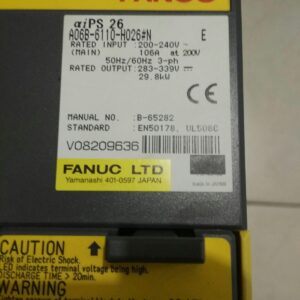 FANUC
αiPS 26
A06B-6110-H026#N E
RATED INPUT :200-240V~
(MAIN) 106A at 200V
50Hz/60Hz 3-ph
RATED OUTPUT :283-339V⎓
29.8kW
MANUAL NO. :B-65282
STANDARD :EN50178, UL508C
V08209636
CE
FANUC LTD
Yamanashi 401-0597 JAPAN
CAUTION
Risk of Electric Shock.
LED indicates terminal voltage being high.
DISCHARGE TIME > 20min.
WARNING